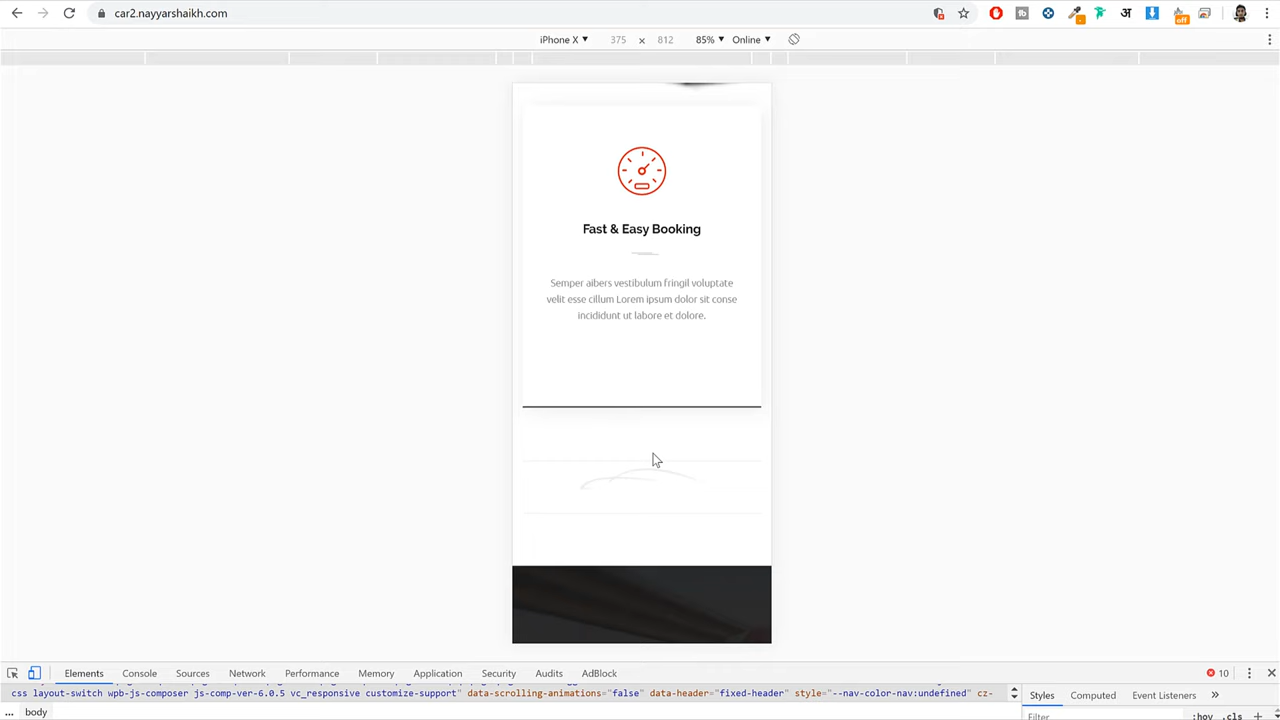 car2.nayyarshaikh.com
off
अ
iPhone X ▼ 375 × 812 85% ▼ Online ▼
Fast & Easy Booking
Semper aibers vestibulum fringil voluptate
velit esse cillum Lorem ipsum dolor sit conse
incididunt ut labore et dolore.
Elements Console Sources Network Performance Memory Application Security Audits AdBlock 10
css layout-switch wpb-js-composer js-comp-ver-6.0.5 vc_responsive customize-support" data-scrolling-animations="false" data-header="fixed-header" style="--nav-color-nav:undefined" cz-
... body
Styles Computed Event Listeners »
Filter :hov .cls +